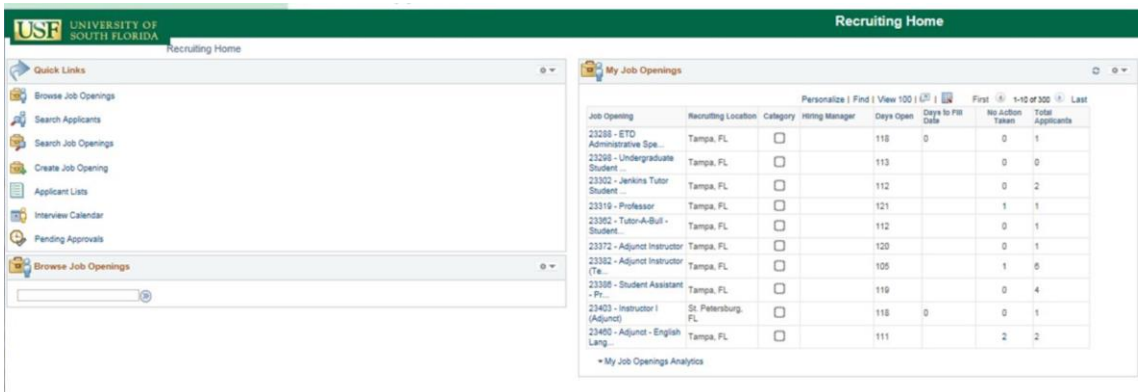 USF UNIVERSITY OF
SOUTH FLORIDA
Recruiting Home
Recruiting Home
Quick Links
Browse Job Openings
Search Applicants
Search Job Openings
Create Job Opening
Applicant Lists
Interview Calendar
Pending Approvals
Browse Job Openings
My Job Openings
Personalize | Find | View 100 | First 1-10 of 300 Last
Job Opening Recruiting Location Category Hiring Manager Days Open Days to Fill Date No Action Taken Total Applicants
23288 - ETD
Administrative Spe... Tampa, FL 118 0 0 1
23298 - Undergraduate
Student ... Tampa, FL 113 0 0
23302 - Jenkins Tutor
Student ... Tampa, FL 112 0 2
23319 - Professor Tampa, FL 121 1 1
23362 - Tutor-A-Bull -
Student... Tampa, FL 112 0 1
23372 - Adjunct Instructor Tampa, FL 120 0 1
23382 - Adjunct Instructor
(Te... Tampa, FL 105 1 6
23386 - Student Assistant
- Pr... Tampa, FL 119 0 4
23403 - Instructor I
(Adjunct) St. Petersburg, FL 118 0 0 1
23460 - Adjunct - English
Lang... Tampa, FL 111 2 2
My Job Openings Analytics